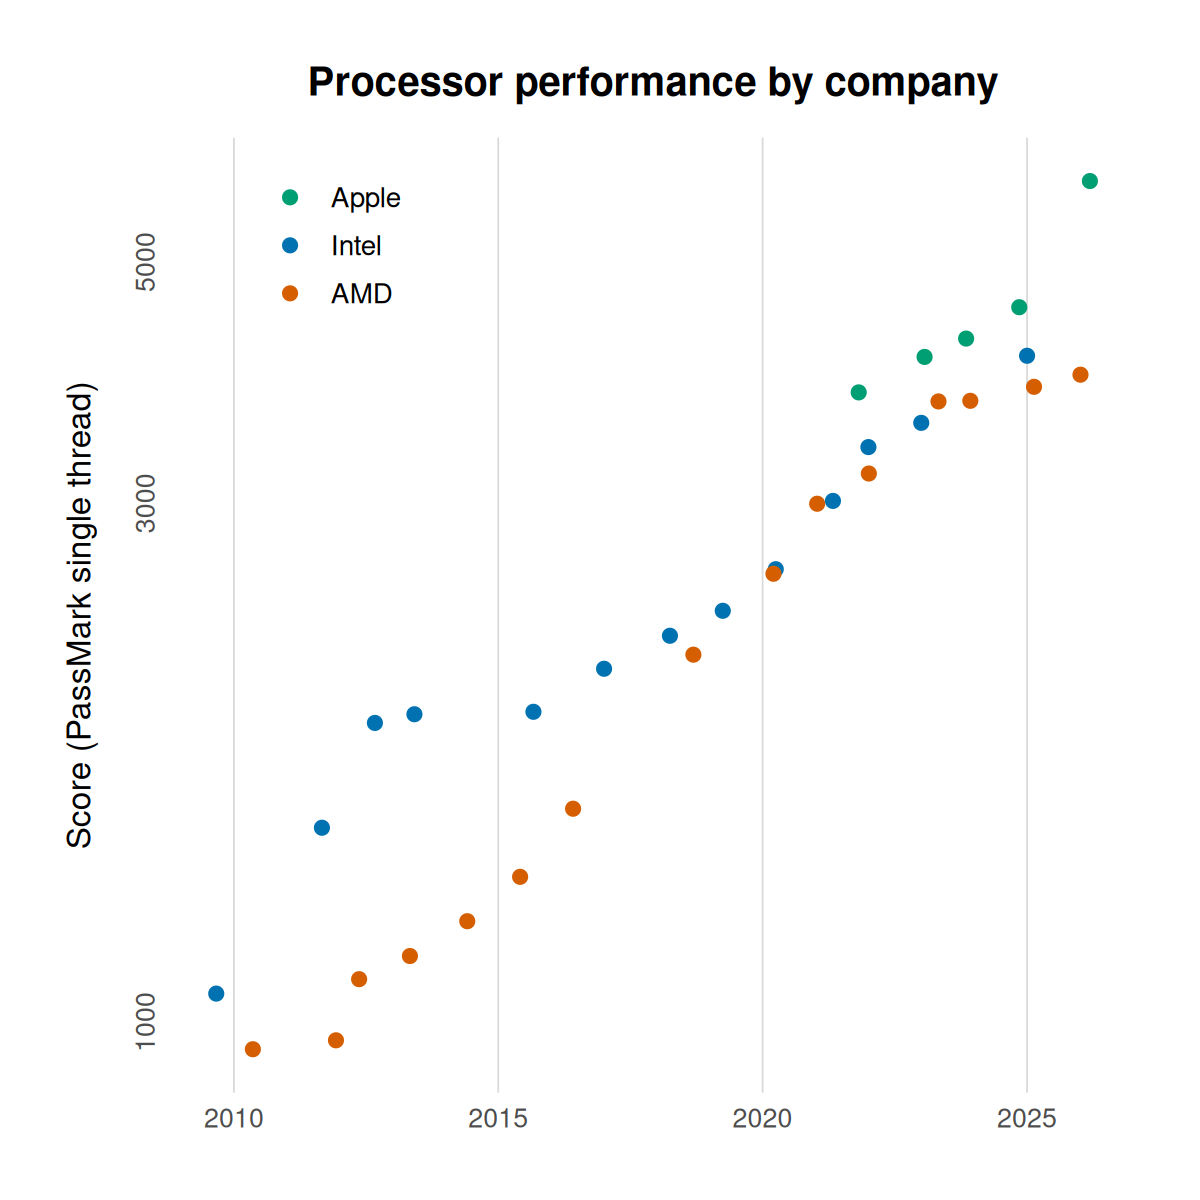 Processor performance by company
Apple
Intel
AMD
Score (PassMark single thread)
5000
3000
1000
2010
2015
2020
2025